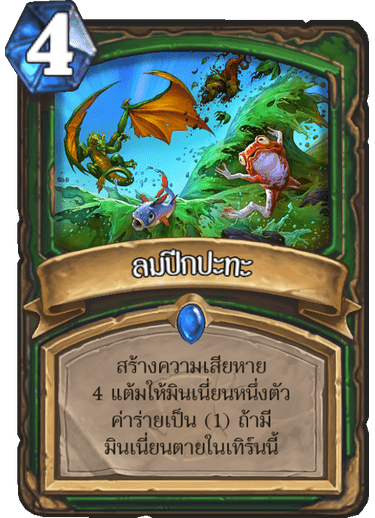 4
ลมปีกปะทะ
สร้างความเสียหาย
4 แต้มให้มินเนี่ยนหนึ่งตัว
ค่าร่ายเป็น (1) ถ้ามี
มินเนี่ยนตายในเทิร์นนี้